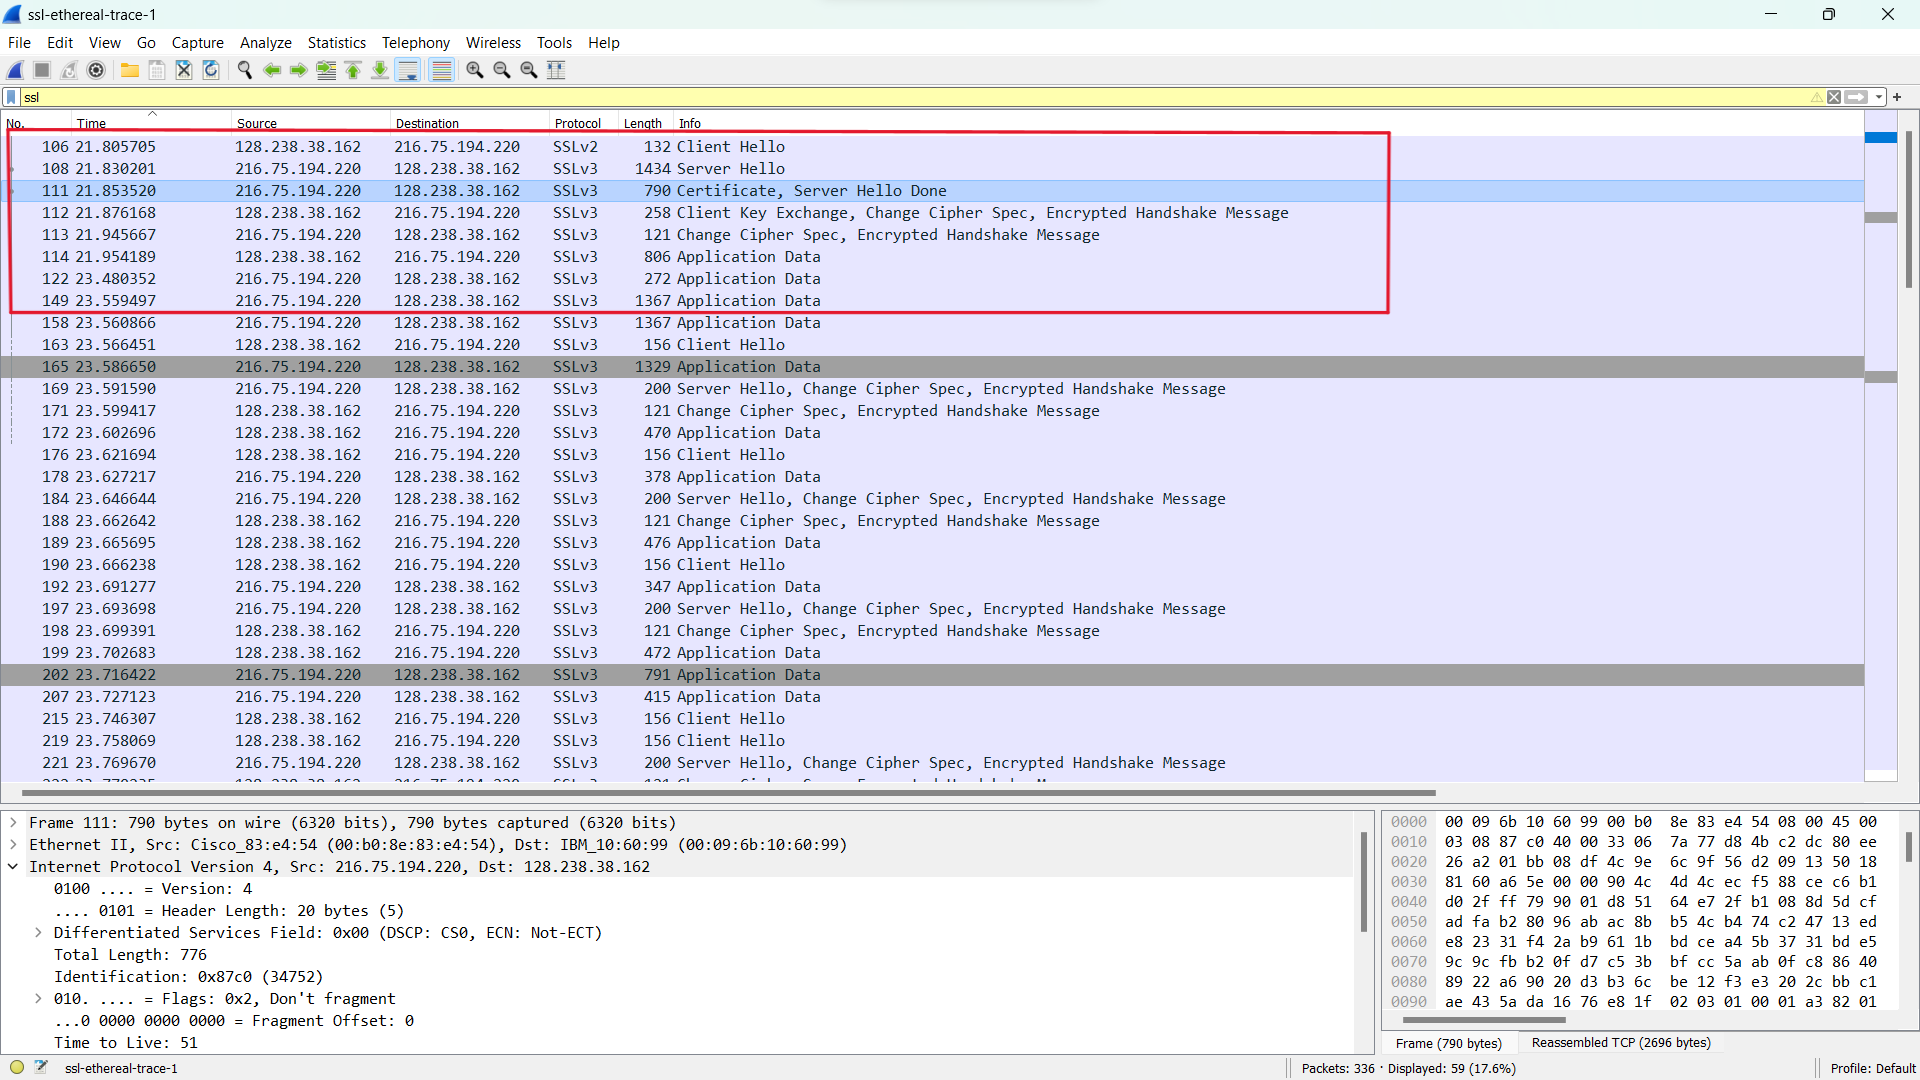 ssl-ethereal-trace-1
File Edit View Go Capture Analyze Statistics Telephony Wireless Tools Help
ssl
No. Time Source Destination Protocol Length Info
106 21.805705 128.238.38.162 216.75.194.220 SSLv2 132 Client Hello
108 21.830201 216.75.194.220 128.238.38.162 SSLv3 1434 Server Hello
111 21.853520 216.75.194.220 128.238.38.162 SSLv3 790 Certificate, Server Hello Done
112 21.876168 128.238.38.162 216.75.194.220 SSLv3 258 Client Key Exchange, Change Cipher Spec, Encrypted Handshake Message
113 21.945667 216.75.194.220 128.238.38.162 SSLv3 121 Change Cipher Spec, Encrypted Handshake Message
114 21.954189 128.238.38.162 216.75.194.220 SSLv3 806 Application Data
122 23.480352 216.75.194.220 128.238.38.162 SSLv3 272 Application Data
149 23.559497 216.75.194.220 128.238.38.162 SSLv3 1367 Application Data
158 23.560866 216.75.194.220 128.238.38.162 SSLv3 1367 Application Data
163 23.566451 128.238.38.162 216.75.194.220 SSLv3 156 Client Hello
165 23.586650 216.75.194.220 128.238.38.162 SSLv3 1329 Application Data
169 23.591590 216.75.194.220 128.238.38.162 SSLv3 200 Server Hello, Change Cipher Spec, Encrypted Handshake Message
171 23.599417 128.238.38.162 216.75.194.220 SSLv3 121 Change Cipher Spec, Encrypted Handshake Message
172 23.602696 128.238.38.162 216.75.194.220 SSLv3 470 Application Data
176 23.621694 128.238.38.162 216.75.194.220 SSLv3 156 Client Hello
178 23.627217 216.75.194.220 128.238.38.162 SSLv3 378 Application Data
184 23.646644 216.75.194.220 128.238.38.162 SSLv3 200 Server Hello, Change Cipher Spec, Encrypted Handshake Message
188 23.662642 128.238.38.162 216.75.194.220 SSLv3 121 Change Cipher Spec, Encrypted Handshake Message
189 23.665695 128.238.38.162 216.75.194.220 SSLv3 476 Application Data
190 23.666238 128.238.38.162 216.75.194.220 SSLv3 156 Client Hello
192 23.691277 216.75.194.220 128.238.38.162 SSLv3 347 Application Data
197 23.693698 216.75.194.220 128.238.38.162 SSLv3 200 Server Hello, Change Cipher Spec, Encrypted Handshake Message
198 23.699391 128.238.38.162 216.75.194.220 SSLv3 121 Change Cipher Spec, Encrypted Handshake Message
199 23.702683 128.238.38.162 216.75.194.220 SSLv3 472 Application Data
202 23.716422 216.75.194.220 128.238.38.162 SSLv3 791 Application Data
207 23.727123 216.75.194.220 128.238.38.162 SSLv3 415 Application Data
215 23.746307 128.238.38.162 216.75.194.220 SSLv3 156 Client Hello
219 23.758069 128.238.38.162 216.75.194.220 SSLv3 156 Client Hello
221 23.769670 216.75.194.220 128.238.38.162 SSLv3 200 Server Hello, Change Cipher Spec, Encrypted Handshake Message
Frame 111: 790 bytes on wire (6320 bits), 790 bytes captured (6320 bits)
Ethernet II, Src: Cisco_83:e4:54 (00:b0:8e:83:e4:54), Dst: IBM_10:60:99 (00:09:6b:10:60:99)
Internet Protocol Version 4, Src: 216.75.194.220, Dst: 128.238.38.162
0100 .... = Version: 4
.... 0101 = Header Length: 20 bytes (5)
Differentiated Services Field: 0x00 (DSCP: CS0, ECN: Not-ECT)
Total Length: 776
Identification: 0x87c0 (34752)
010. .... = Flags: 0x2, Don't fragment
...0 0000 0000 0000 = Fragment Offset: 0
Time to Live: 51
0000 00 09 6b 10 60 99 00 b0 8e 83 e4 54 08 00 45 00
0010 03 08 87 c0 40 00 33 06 7a 77 d8 4b c2 dc 80 ee
0020 26 a2 01 bb 08 df 4c 9e 6c 9f 56 d2 09 13 50 18
0030 81 60 a6 5e 00 00 90 4c 4d 4c ec f5 88 ce c6 b1
0040 d0 2f ff 79 90 01 d8 51 64 e7 2f b1 08 8d 5d cf
0050 ad fa b2 80 96 ab ac 8b b5 4c b4 74 c2 47 13 ed
0060 e8 23 31 f4 2a b9 61 1b bd ce a4 5b 37 31 bd e5
0070 9c 9c fb b2 0f d7 c5 3b bf cc 5a ab 0f c8 86 40
0080 89 22 a6 90 20 d3 b3 6c be 12 f3 e3 20 2c bb c1
0090 ae 43 5a da 16 76 e8 1f 02 03 01 00 01 a3 82 01
Frame (790 bytes) Reassembled TCP (2696 bytes)
ssl-ethereal-trace-1 Packets: 336 · Displayed: 59 (17.6%) Profile: Default